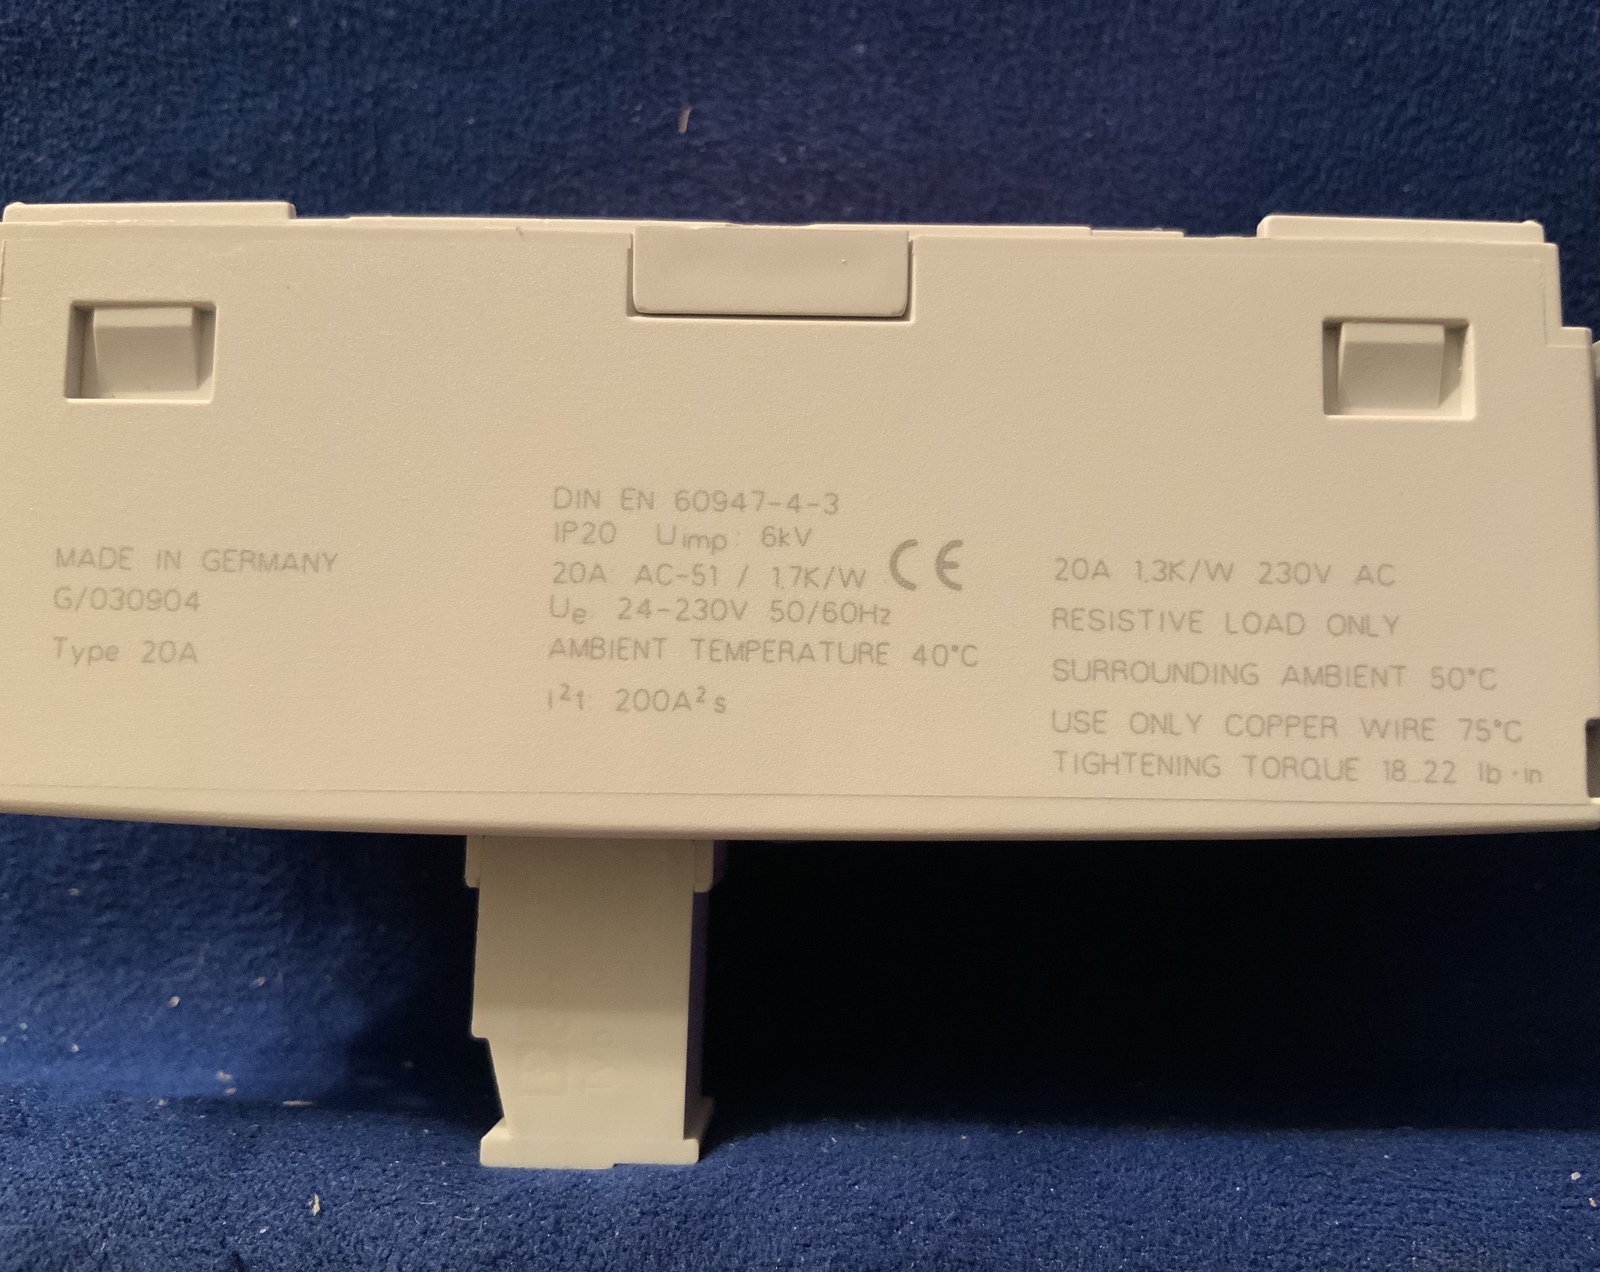 MADE IN GERMANY
G/030904
Type 20A
DIN EN 60947-4-3
IP20 Uimp: 6kV
20A AC-51 / 1.7K/W CE
Ue: 24-230V 50/60Hz
AMBIENT TEMPERATURE 40°C
I²t: 200A²s
20A 1.3K/W 230V AC
RESISTIVE LOAD ONLY
SURROUNDING AMBIENT 50°C
USE ONLY COPPER WIRE 75°C
TIGHTENING TORQUE 18...22 lb·in